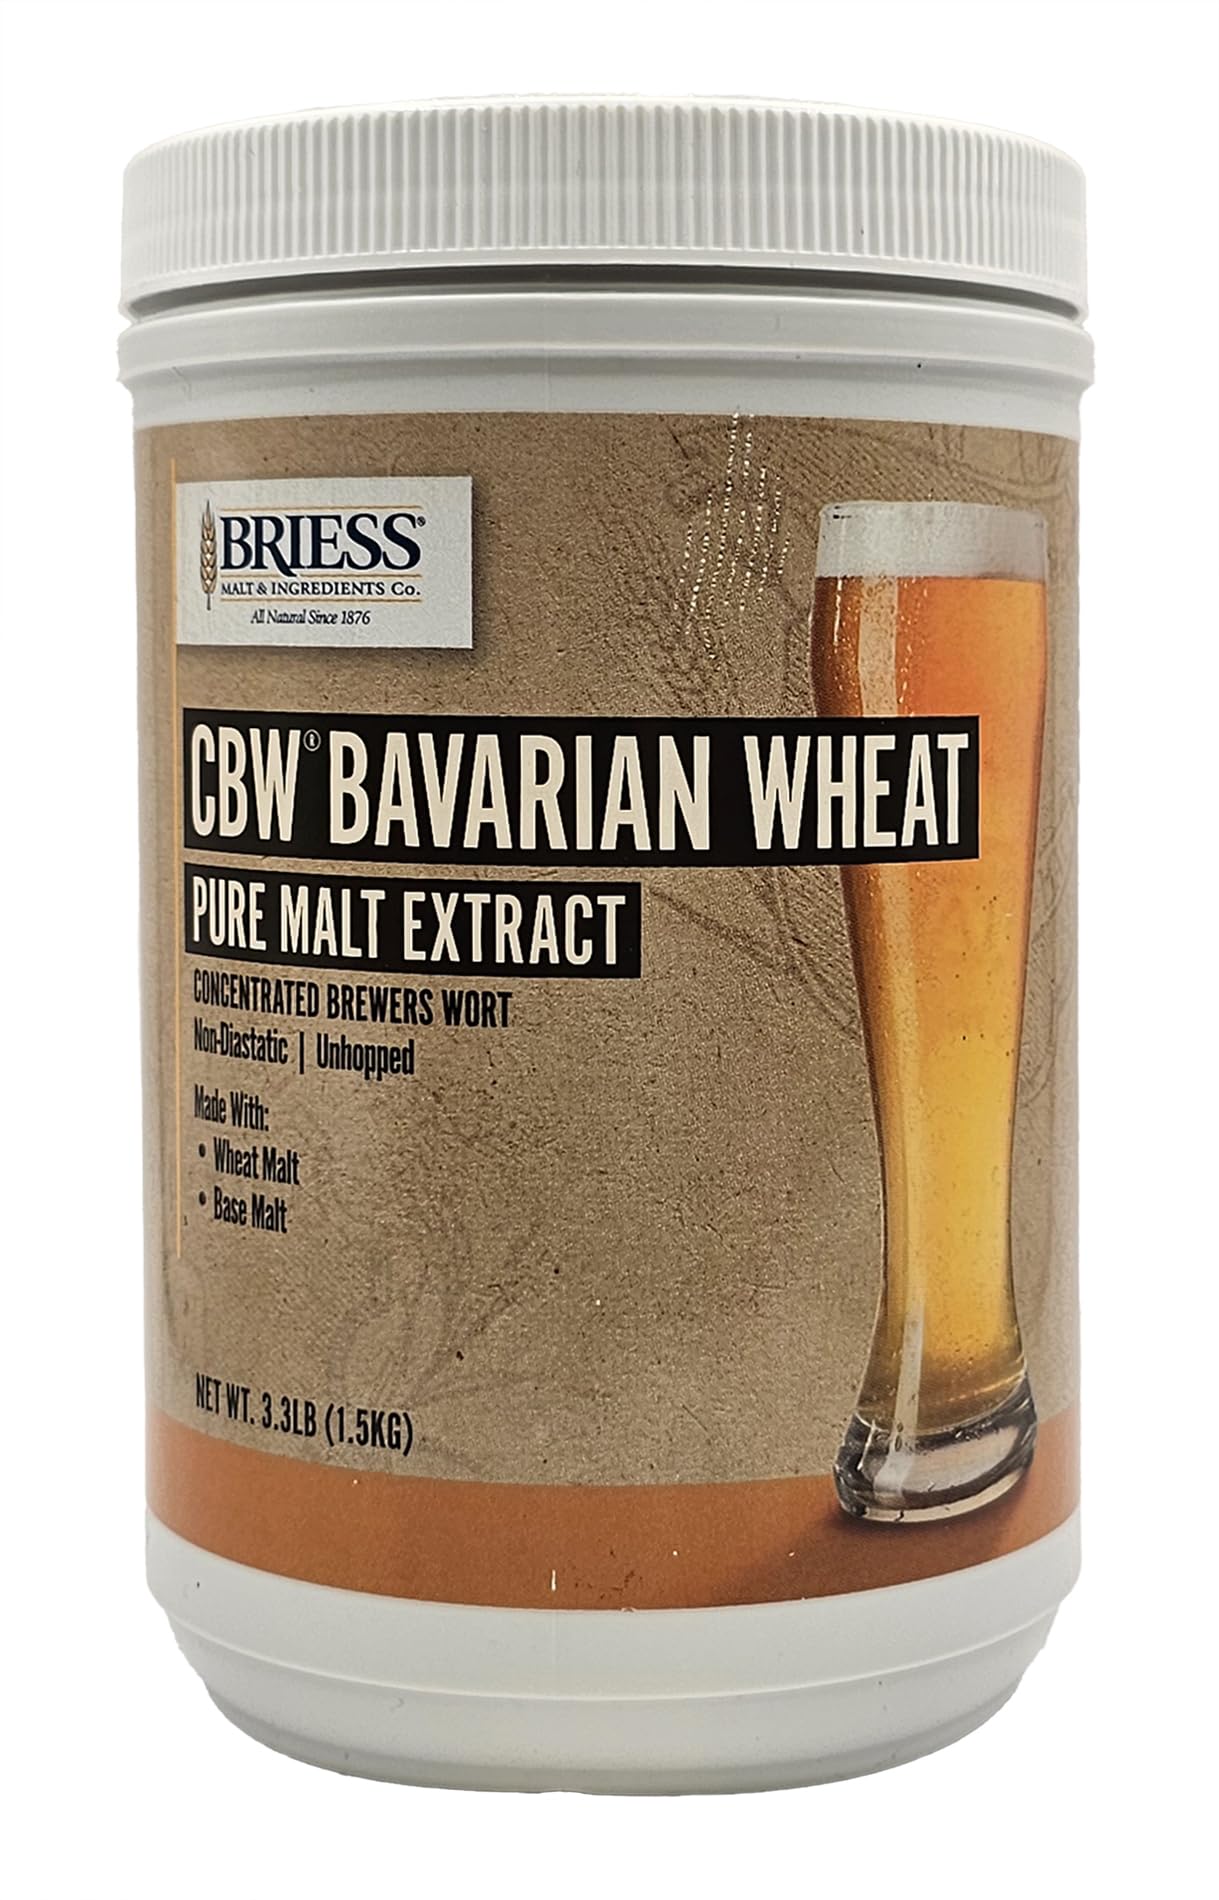 BRIESS®
MALT & INGREDIENTS Co.
All Natural Since 1876
CBW® BAVARIAN WHEAT
PURE MALT EXTRACT
CONCENTRATED BREWERS WORT
Non-Diastatic | Unhopped
Made With:
• Wheat Malt
• Base Malt
NET WT. 3.3LB (1.5KG)